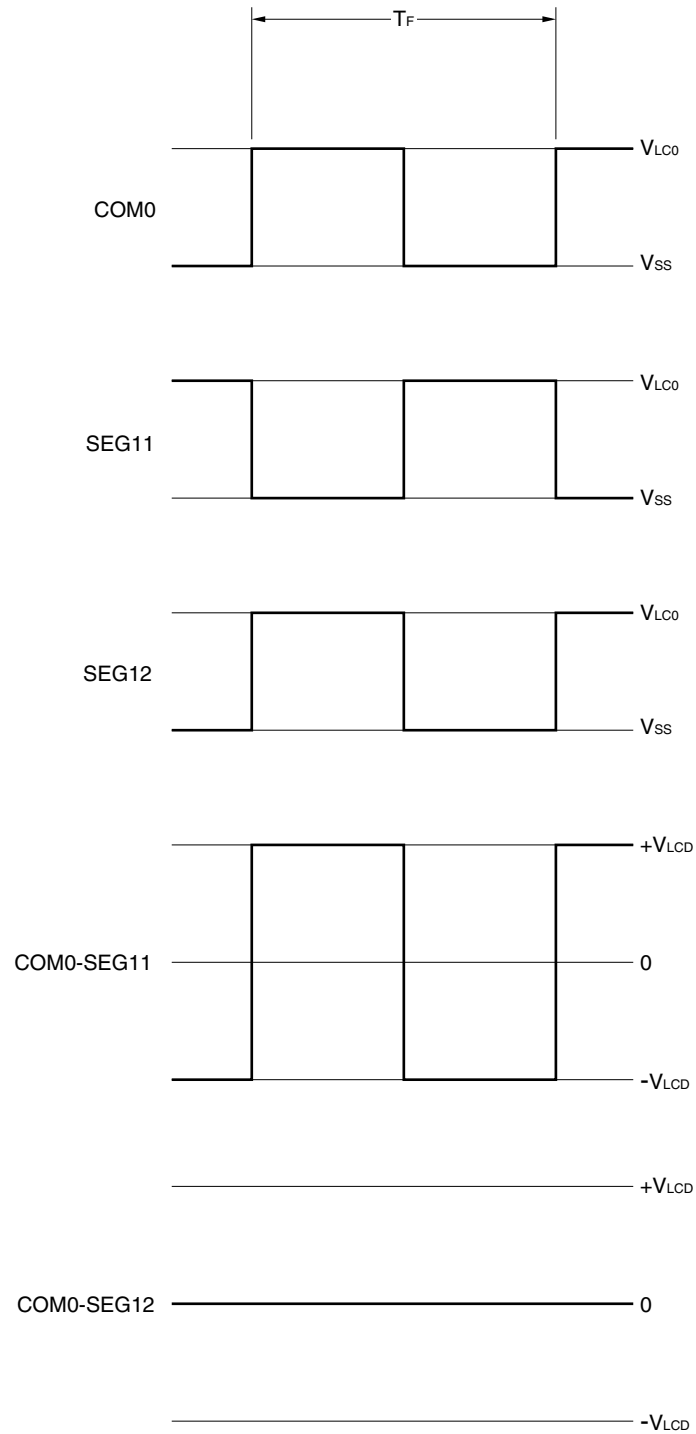 TF
VLC0
COM0
VSS
VLC0
SEG11
VSS
VLC0
SEG12
VSS
+VLCD
COM0-SEG11
0
-VLCD
+VLCD
COM0-SEG12
0
-VLCD